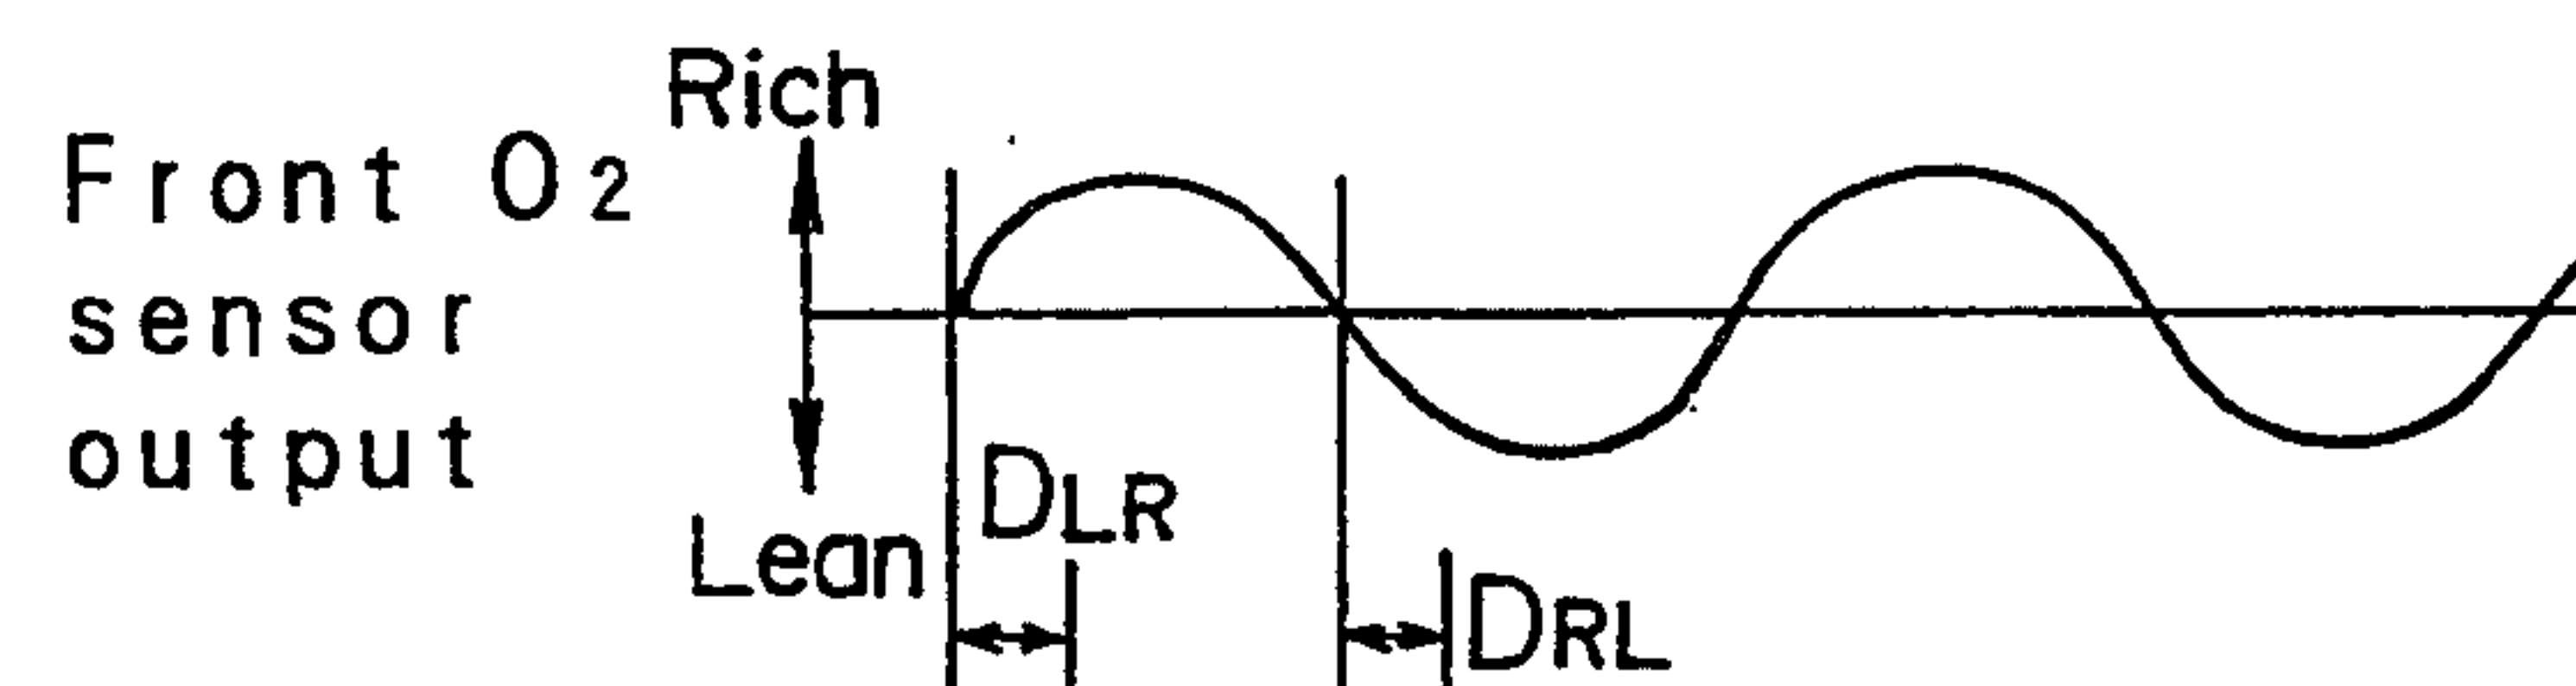 Rich
Front O2
sensor
output
Lean
DLR
DRL